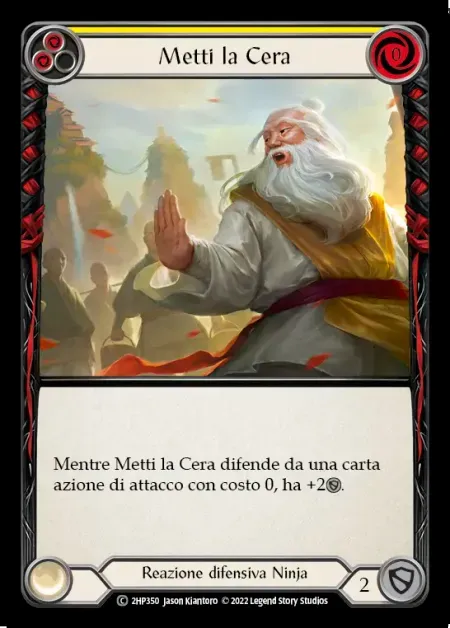 Metti la Cera
0
Mentre Metti la Cera difende da una carta
azione di attacco con costo 0, ha +2.
Reazione difensiva Ninja
2
C 2HP350 Jason Kiantoro © 2022 Legend Story Studios